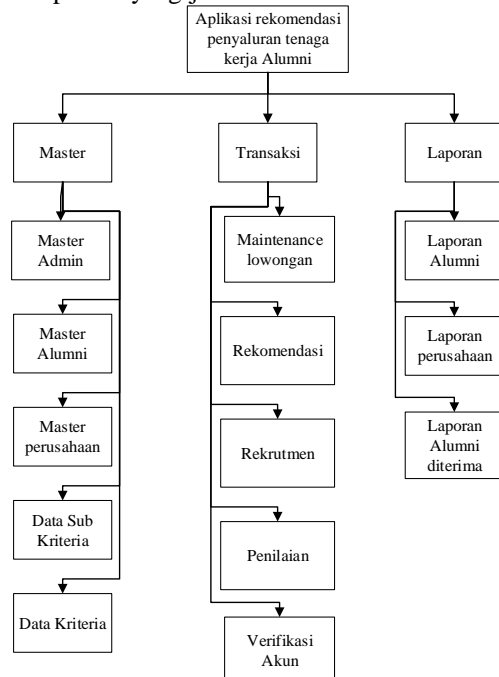 Aplikasi rekomendasi
penyaluran tenaga
kerja Alumni
Master
Transaksi
Laporan
Master
Admin
Master
Alumni
Master
perusahaan
Data Sub
Kriteria
Data Kriteria
Maintenance
lowongan
Rekomendasi
Rekrutmen
Penilaian
Verifikasi
Akun
Laporan
Alumni
Laporan
perusahaan
Laporan
Alumni
diterima